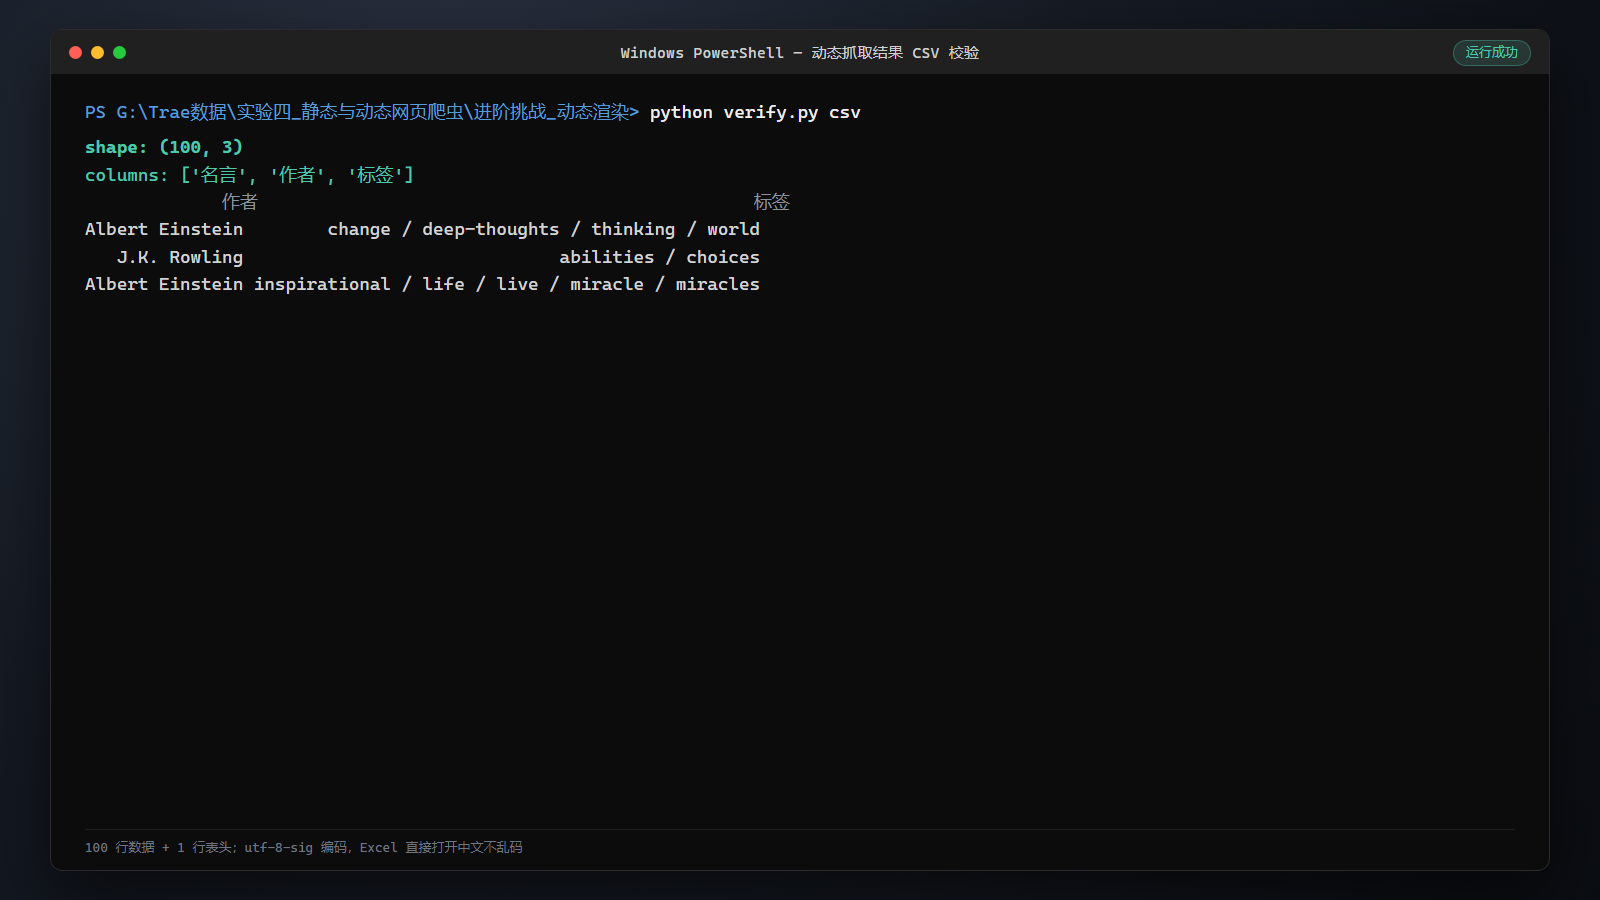 Windows PowerShell — 动态抓取结果 CSV 校验
运行成功
PS G:\Trae数据\实验四_静态与动态网页爬虫\进阶挑战_动态渲染> python verify.py csv
shape: (100, 3)
columns: ['名言', '作者', '标签']
作者 标签
Albert Einstein change / deep-thoughts / thinking / world
J.K. Rowling abilities / choices
Albert Einstein inspirational / life / live / miracle / miracles
100 行数据 + 1 行表头；utf-8-sig 编码，Excel 直接打开中文不乱码